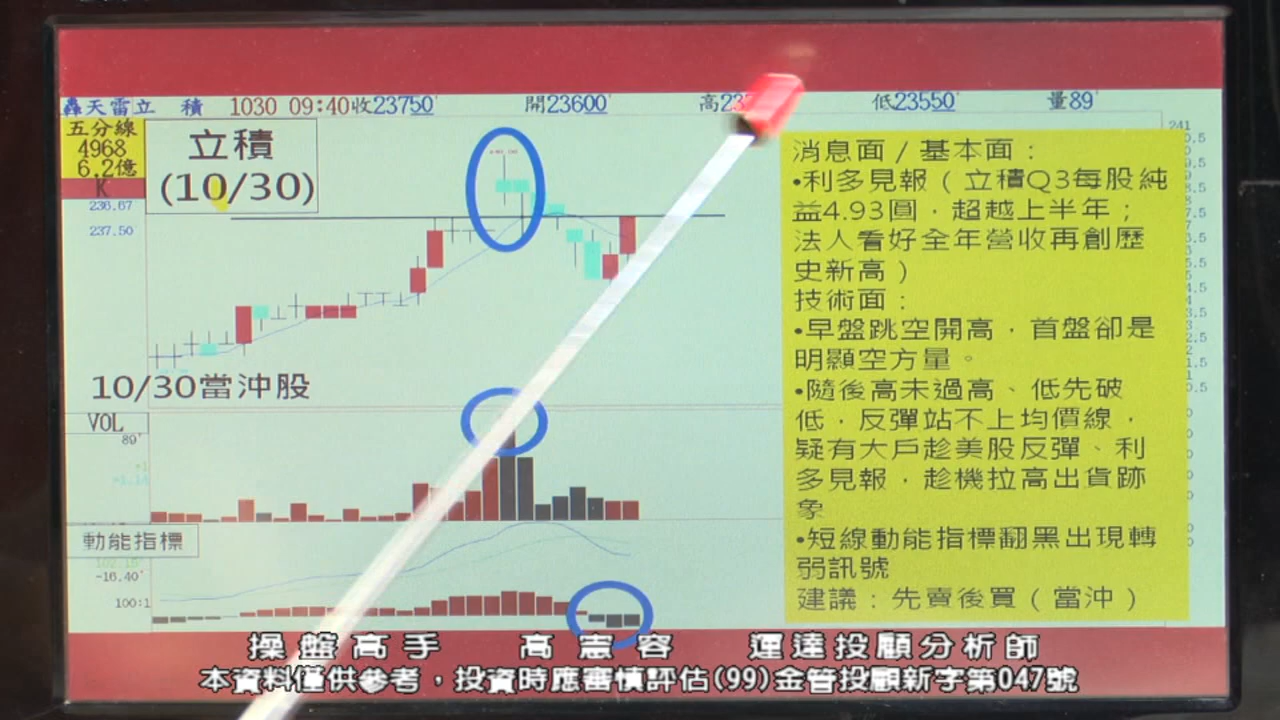 轟天雷立 積 1030 09:40收23750 開23600 高23 低23550 量89
五分線
4968
6.2億
K
236.67
237.50
立積
(10/30)
241
10/30當沖股
VOL
89
動能指標
-16.40
100:1
消息面/基本面:
•利多見報(立積Q3每股純
益4.93圓,超越上半年;
法人看好全年營收再創歷
史新高)
技術面:
•早盤跳空開高,首盤卻是
明顯空方量。
•隨後高未過高、低先破
低,反彈站不上均價線,
疑有大戶趁美股反彈、利
多見報,趁機拉高出貨跡
象
•短線動能指標翻黑出現轉
弱訊號
建議:先賣後買(當沖)
操盤高手 高憲容 運達投顧分析師
本資料僅供參考,投資時應審慎評估(99)金管投顧新字第047號